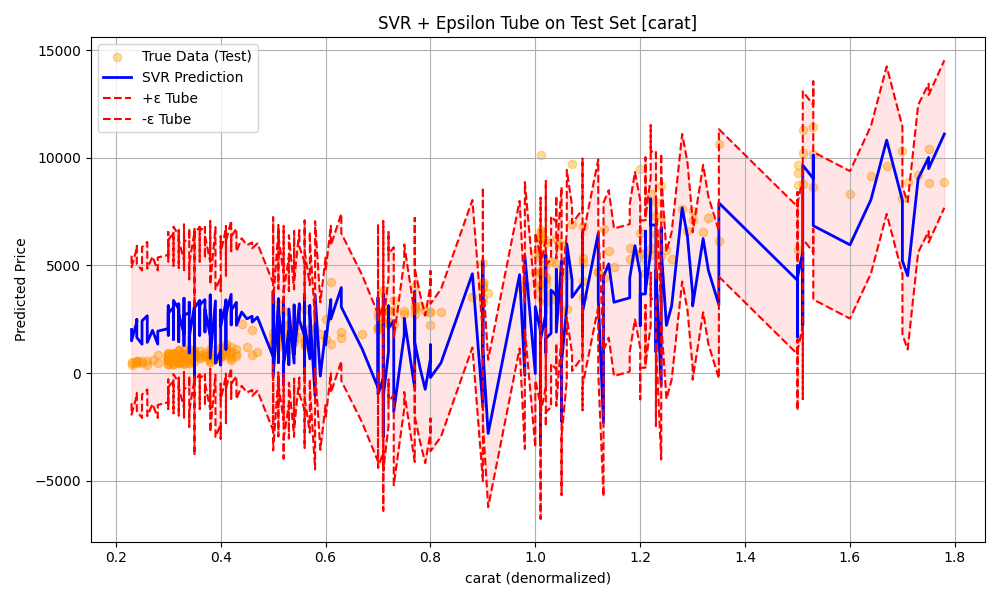 SVR + Epsilon Tube on Test Set [carat]
True Data (Test)
SVR Prediction
+ε Tube
-ε Tube
Predicted Price
15000
10000
5000
0
−5000
0.2 0.4 0.6 0.8 1.0 1.2 1.4 1.6 1.8
carat (denormalized)